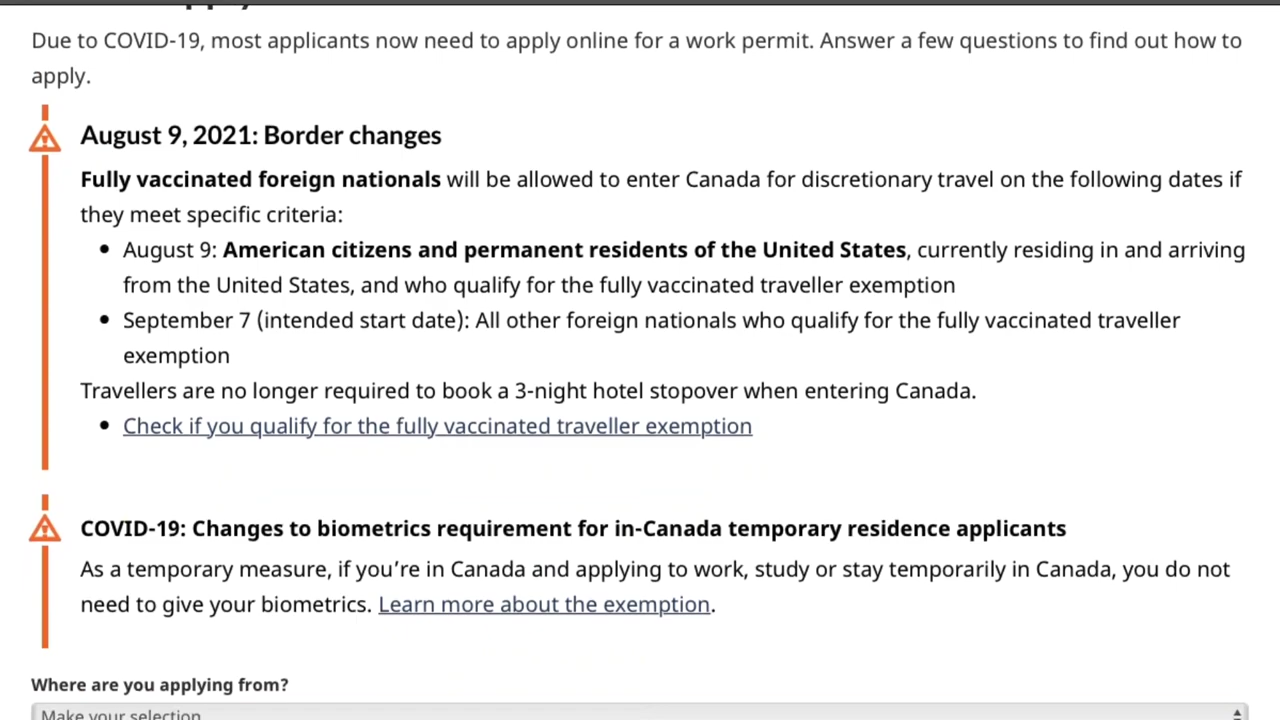 Due to COVID-19, most applicants now need to apply online for a work permit. Answer a few questions to find out how to
apply.
August 9, 2021: Border changes
Fully vaccinated foreign nationals will be allowed to enter Canada for discretionary travel on the following dates if
they meet specific criteria:
• August 9: American citizens and permanent residents of the United States, currently residing in and arriving
from the United States, and who qualify for the fully vaccinated traveller exemption
• September 7 (intended start date): All other foreign nationals who qualify for the fully vaccinated traveller
exemption
Travellers are no longer required to book a 3-night hotel stopover when entering Canada.
• Check if you qualify for the fully vaccinated traveller exemption
COVID-19: Changes to biometrics requirement for in-Canada temporary residence applicants
As a temporary measure, if you’re in Canada and applying to work, study or stay temporarily in Canada, you do not
need to give your biometrics. Learn more about the exemption.
Where are you applying from?
Make your selection